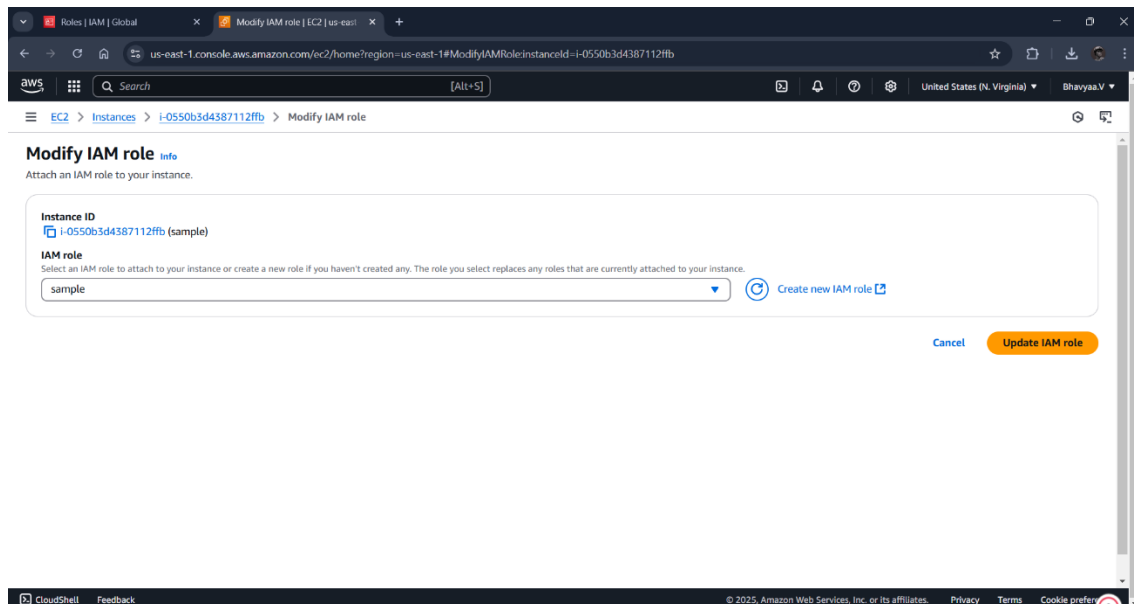 Roles | IAM | Global
Modify IAM role | EC2 | us-east
us-east-1.console.aws.amazon.com/ec2/home?region=us-east-1#ModifyIAMRole:instanceId=i-0550b3d4387112ffb
aws
Search [Alt+S]
United States (N. Virginia)
Bhavyaa.V
EC2 > Instances > i-0550b3d4387112ffb > Modify IAM role
Modify IAM role Info
Attach an IAM role to your instance.
Instance ID
i-0550b3d4387112ffb (sample)
IAM role
Select an IAM role to attach to your instance or create a new role if you haven't created any. The role you select replaces any roles that are currently attached to your instance.
sample
Create new IAM role
Cancel
Update IAM role
CloudShell Feedback
© 2025, Amazon Web Services, Inc. or its affiliates. Privacy Terms Cookie prefer